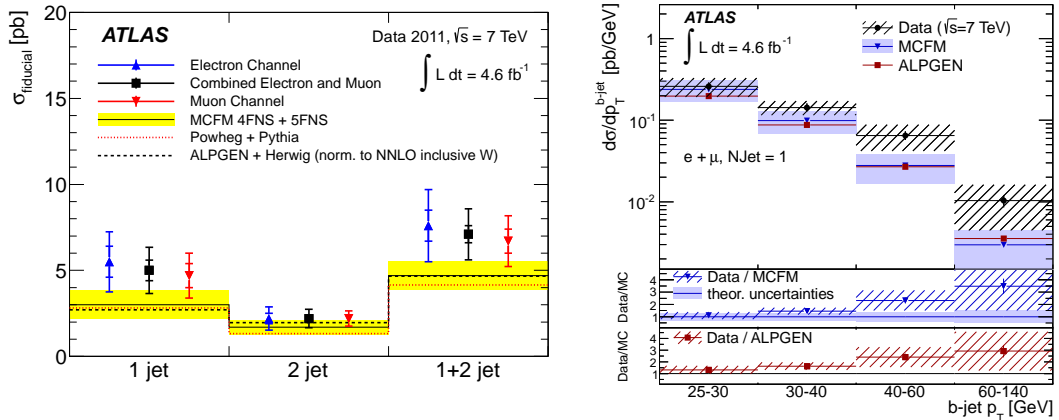 σfiducial [pb]
20
15
10
5
0
ATLAS
Data 2011, √s = 7 TeV
∫ L dt = 4.6 fb⁻¹
Electron Channel
Combined Electron and Muon
Muon Channel
MCFM 4FNS + 5FNS
Powheg + Pythia
ALPGEN + Herwig (norm. to NNLO inclusive W)
1 jet
2 jet
1+2 jet
dσ/dp_T^b-jet [pb/GeV]
1
10⁻¹
10⁻²
ATLAS
∫ L dt = 4.6 fb⁻¹
Data (√s=7 TeV)
MCFM
ALPGEN
e + μ, NJet = 1
Data/MC
4
3
2
1
Data / MCFM
theor. uncertainties
Data/MC
4
3
2
1
Data / ALPGEN
25-30
30-40
40-60
60-140
b-jet p_T [GeV]